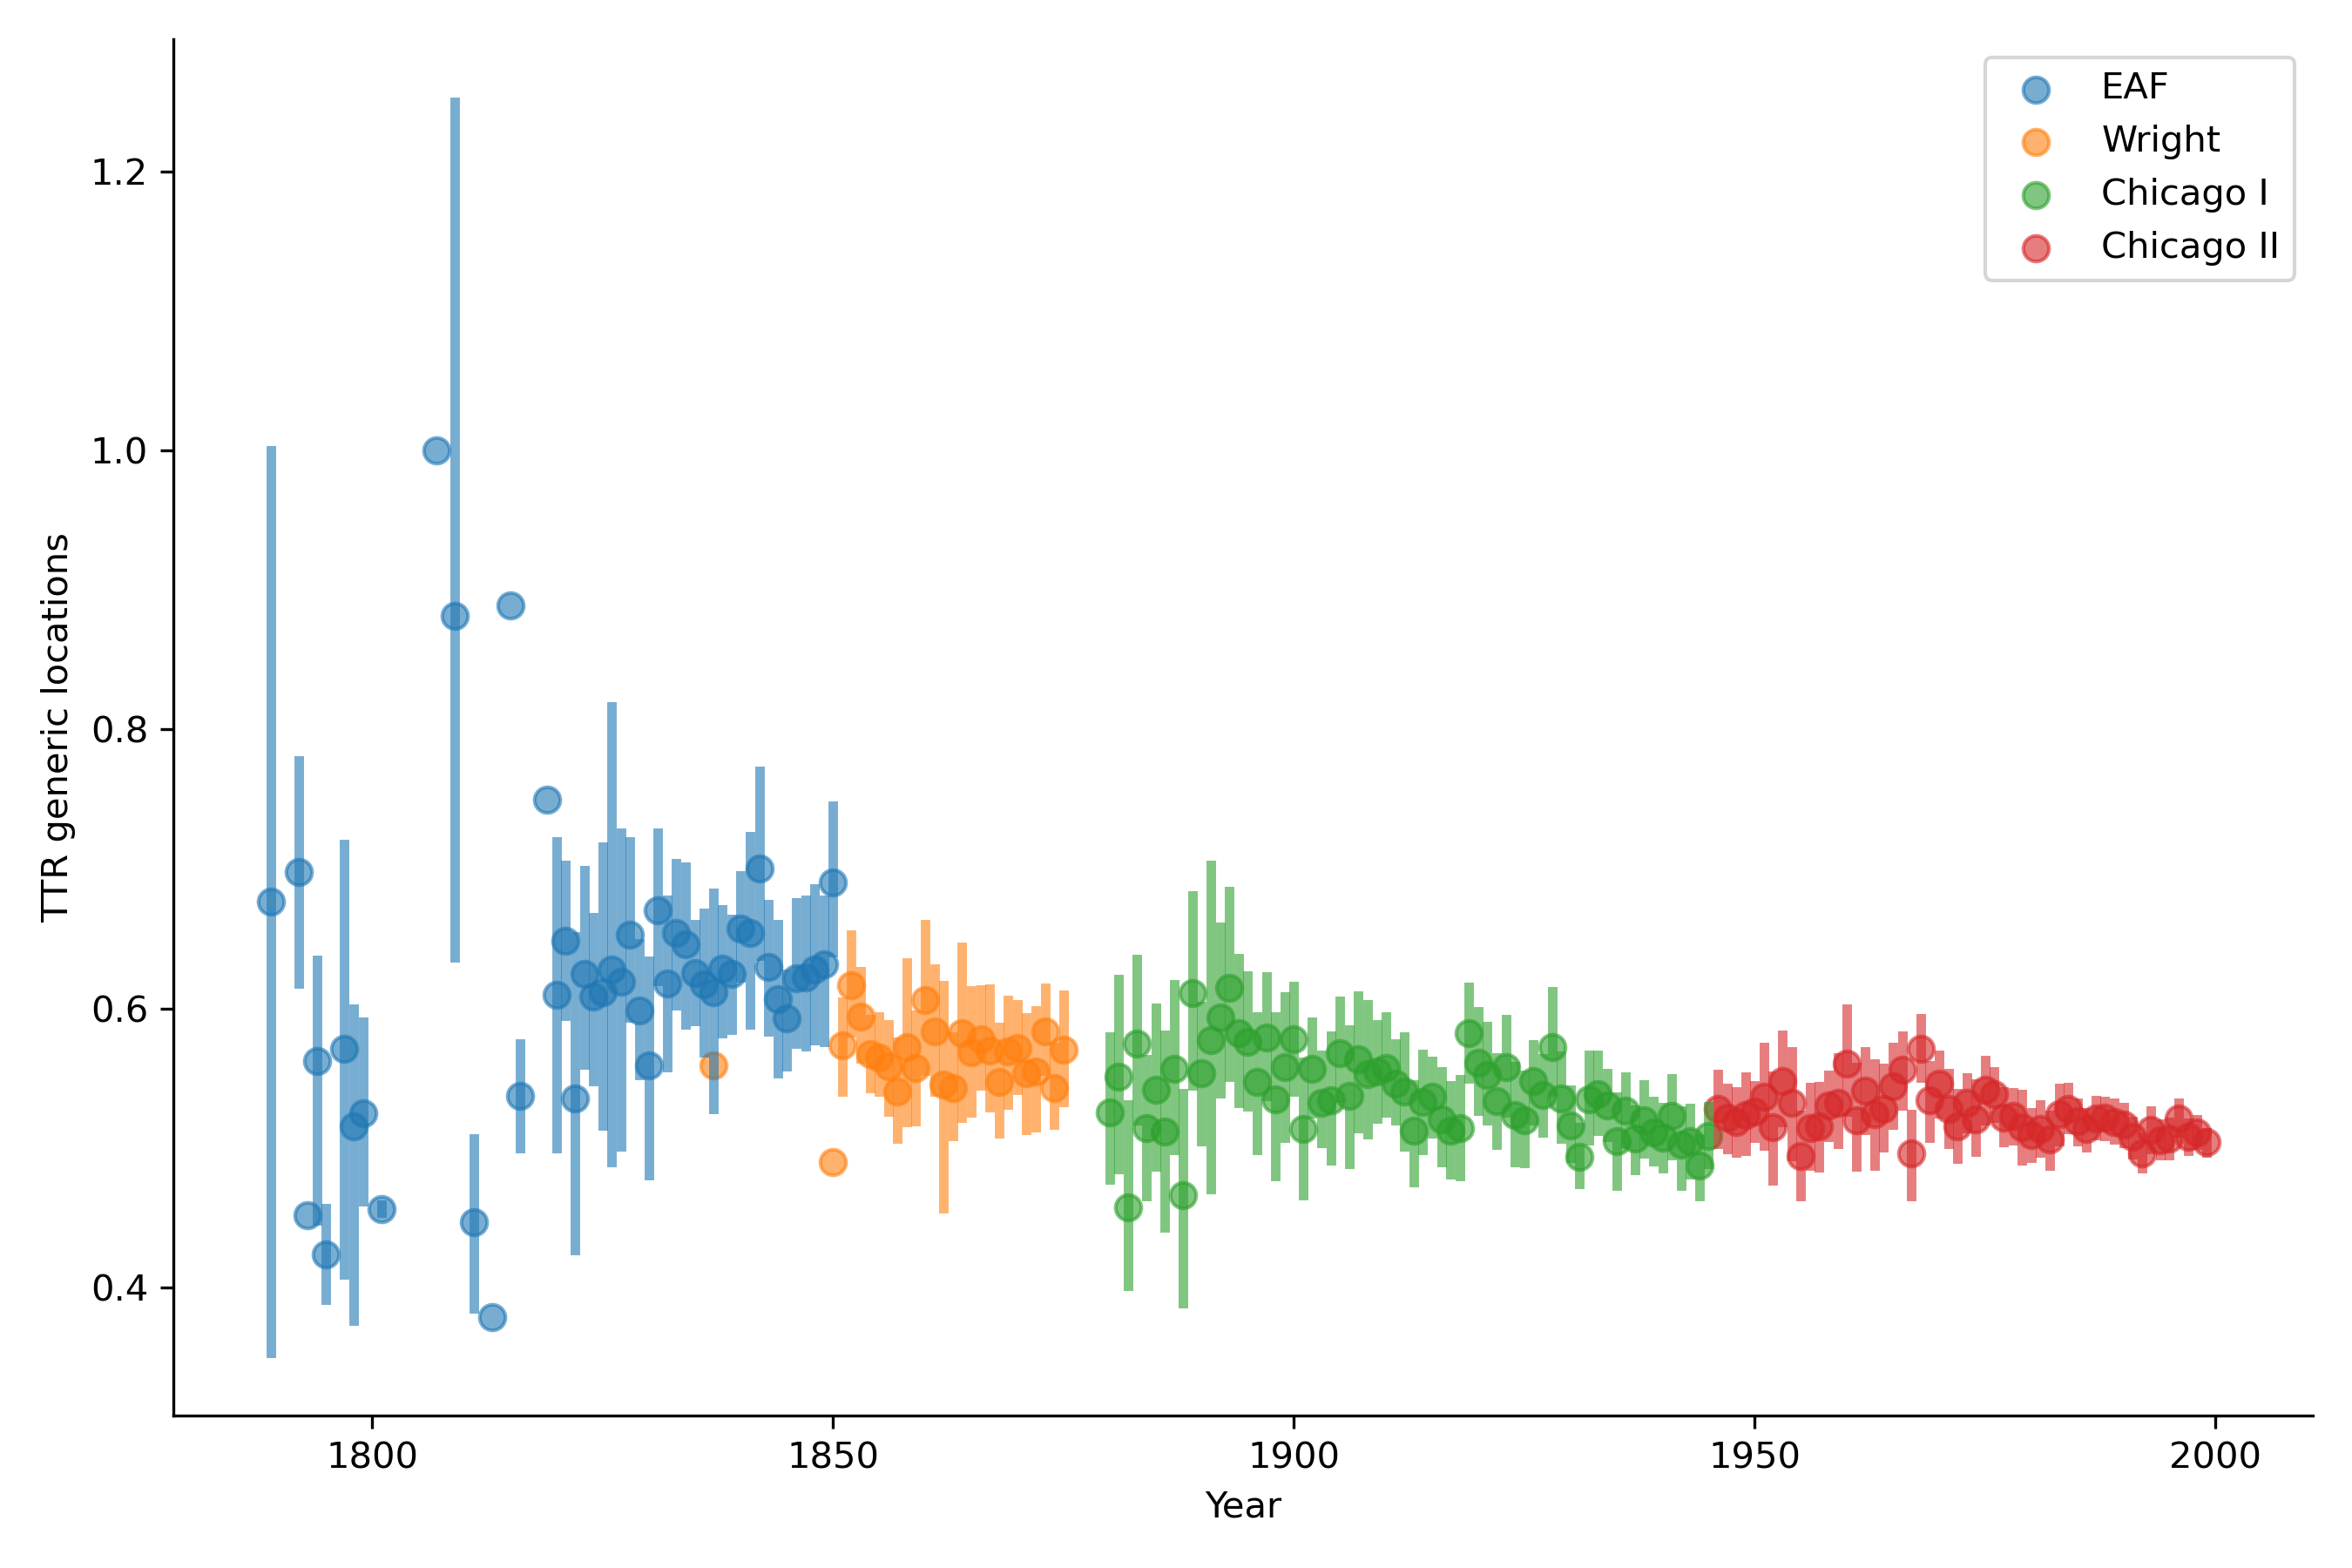 EAF
Wright
Chicago I
Chicago II
1.2
1.0
0.8
0.6
0.4
TTR generic locations
1800 1850 1900 1950 2000
Year